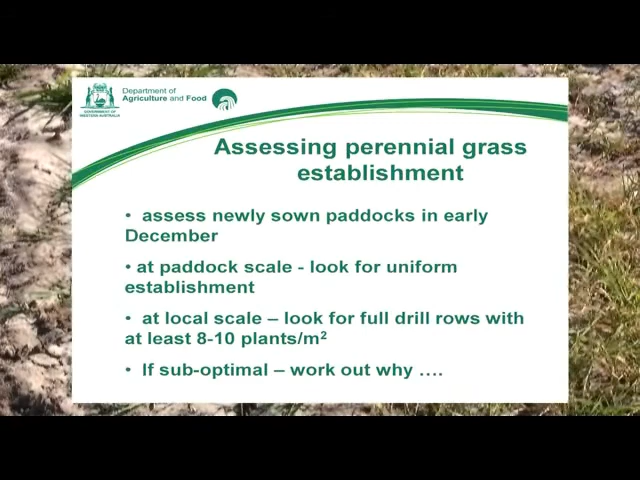 Department of
Agriculture and Food
GOVERNMENT OF
WESTERN AUSTRALIA
Assessing perennial grass
establishment
• assess newly sown paddocks in early
December
• at paddock scale - look for uniform
establishment
• at local scale – look for full drill rows with
at least 8-10 plants/m²
• If sub-optimal – work out why ….